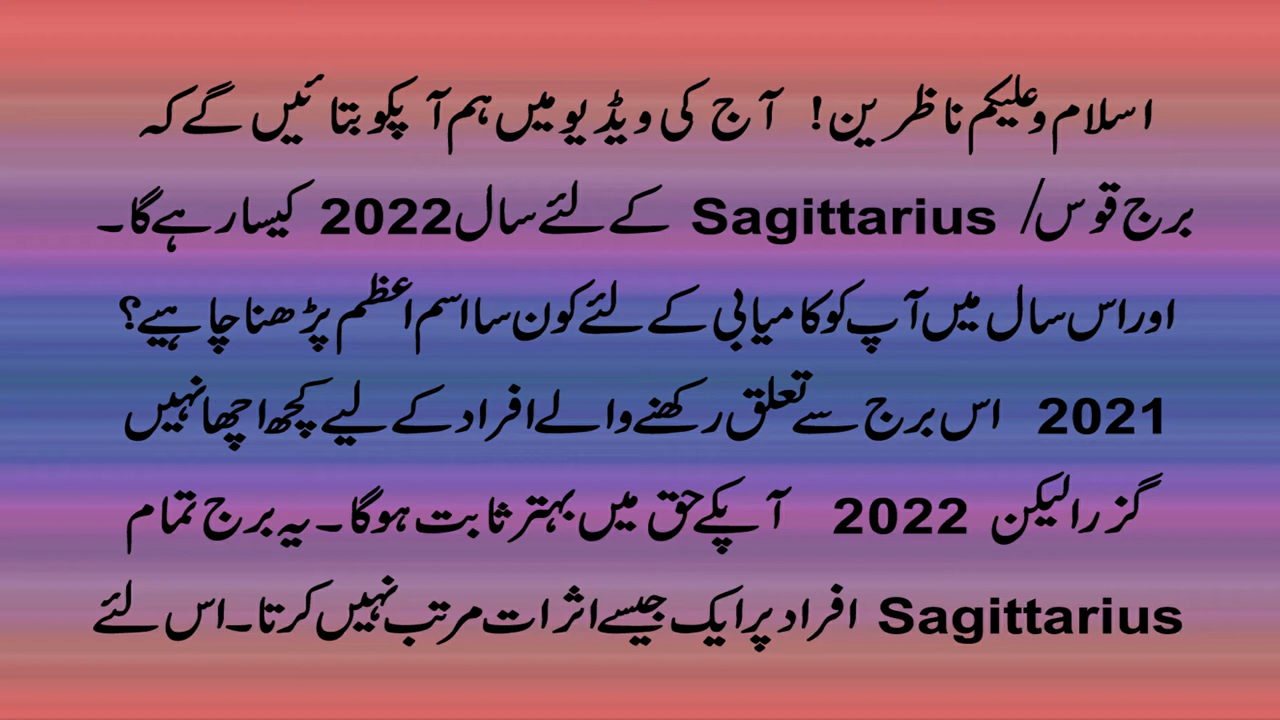 اسلام وعلیکم ناظرین! آج کی ویڈیو میں ہم آپکو بتائیں گے کہ
برج قوس/ Sagittarius کے لئے سال 2022 کیسا رہے گا۔
اور اس سال میں آپ کو کامیابی کے لئے کون سا اسم اعظم پڑھنا چاہیے؟
2021 اس برج سے تعلق رکھنے والے افراد کے لیے کچھ اچھا نہیں
گزرا لیکن 2022 آپکے حق میں بہتر ثابت ہوگا۔ یہ برج تمام
Sagittarius افراد پر ایک جیسے اثرات مرتب نہیں کرتا۔ اس لئے